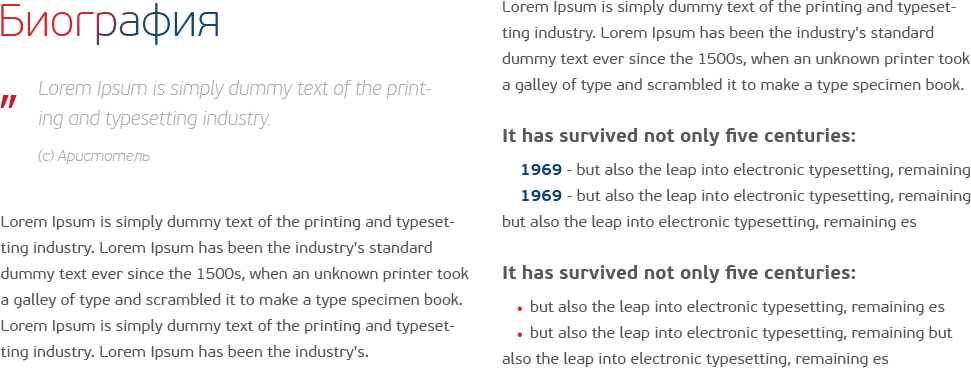 Биография
" Lorem Ipsum is simply dummy text of the print-
ing and typesetting industry.
(c) Аристотель
Lorem Ipsum is simply dummy text of the printing and typeset-
ting industry. Lorem Ipsum has been the industry's standard
dummy text ever since the 1500s, when an unknown printer took
a galley of type and scrambled it to make a type specimen book.
Lorem Ipsum is simply dummy text of the printing and typeset-
ting industry. Lorem Ipsum has been the industry's.
Lorem Ipsum is simply dummy text of the printing and typeset-
ting industry. Lorem Ipsum has been the industry's standard
dummy text ever since the 1500s, when an unknown printer took
a galley of type and scrambled it to make a type specimen book.
It has survived not only five centuries:
1969 - but also the leap into electronic typesetting, remaining
1969 - but also the leap into electronic typesetting, remaining
but also the leap into electronic typesetting, remaining es
It has survived not only five centuries:
• but also the leap into electronic typesetting, remaining es
• but also the leap into electronic typesetting, remaining but
also the leap into electronic typesetting, remaining es